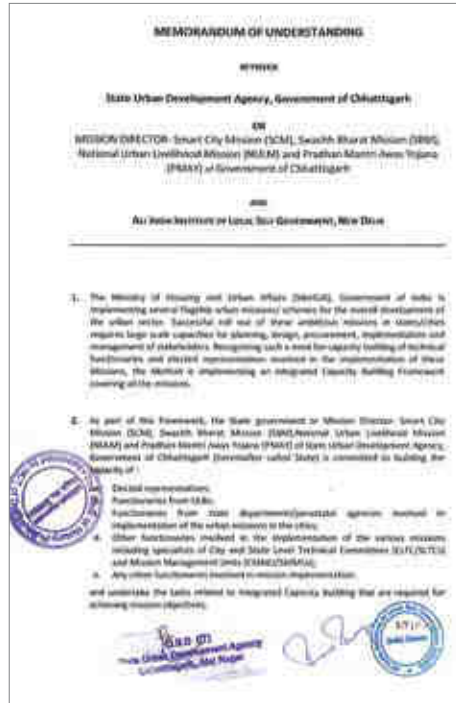 MEMORANDUM OF UNDERSTANDING
BETWEEN
State Urban Development Agency, Government of Chhattisgarh
OR
MISSION DIRECTOR- Smart City Mission (SCM), Swachh Bharat Mission (SBM),
National Urban Livelihood Mission (NULM) and Pradhan Mantri Awas Yojana
(PMAY) of Government of Chhattisgarh
AND
ALL INDIA INSTITUTE OF LOCAL SELF GOVERNMENT, NEW DELHI
1. The Ministry of Housing and Urban Affairs (MoHUA), Government of India is
implementing several flagship urban missions/ schemes for the overall development of
the urban sector. Successful roll out of these ambitious missions in states/cities
requires large scale capacities for planning, design, procurement, implementation and
management of stakeholders. Recognising such a need for capacity building of technical
functionaries and elected representatives involved in the implementation of these
Missions, the MoHUA is implementing an Integrated Capacity Building Framework
covering all the missions.
2. As part of this Framework, the State government or Mission Director- Smart City
Mission (SCM), Swachh Bharat Mission (SBM),National Urban Livelihood Mission
(NULM) and Pradhan Mantri Awas Yojana (PMAY) of State Urban Development Agency,
Government of Chhattisgarh (hereinafter called State) is committed to building the
capacity of :
Elected representatives;
Functionaries from ULBs;
Functionaries from state departments/parastatal agencies involved in
implementation of the urban missions in the cities;
Other functionaries involved in the implementation of the various missions
including specialists of City and State Level Technical Committees (CLTC/SLTCs)
and Mission Management Units (CMMU/SMMUs);
e. Any other functionaries involved in mission implementation.
and undertake the tasks related to Integrated Capacity Building that are required for
achieving mission objectives.
State Urban Development Agency
Chhattisgarh, Atal Nagar